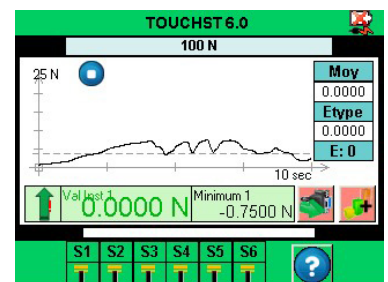 TOUCHST 6.0
100 N
25 N
Moy
0.0000
Etype
0.0000
E: 0
10 sec
Val Inst 1
0.0000 N
Minimum 1
-0.7500 N
S1 S2 S3 S4 S5 S6
?